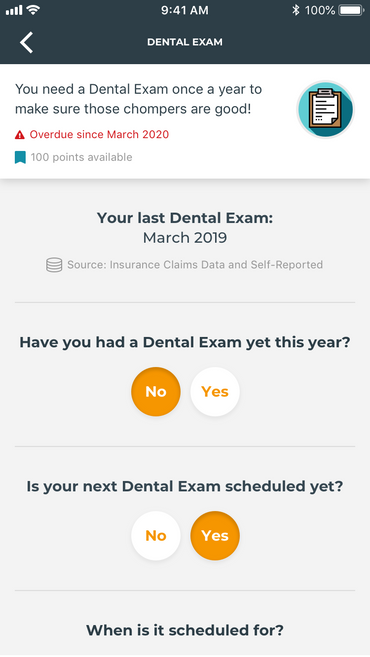 9:41 AM 100%
DENTAL EXAM
You need a Dental Exam once a year to
make sure those chompers are good!
Overdue since March 2020
100 points available
Your last Dental Exam:
March 2019
Source: Insurance Claims Data and Self-Reported
Have you had a Dental Exam yet this year?
No Yes
Is your next Dental Exam scheduled yet?
No Yes
When is it scheduled for?